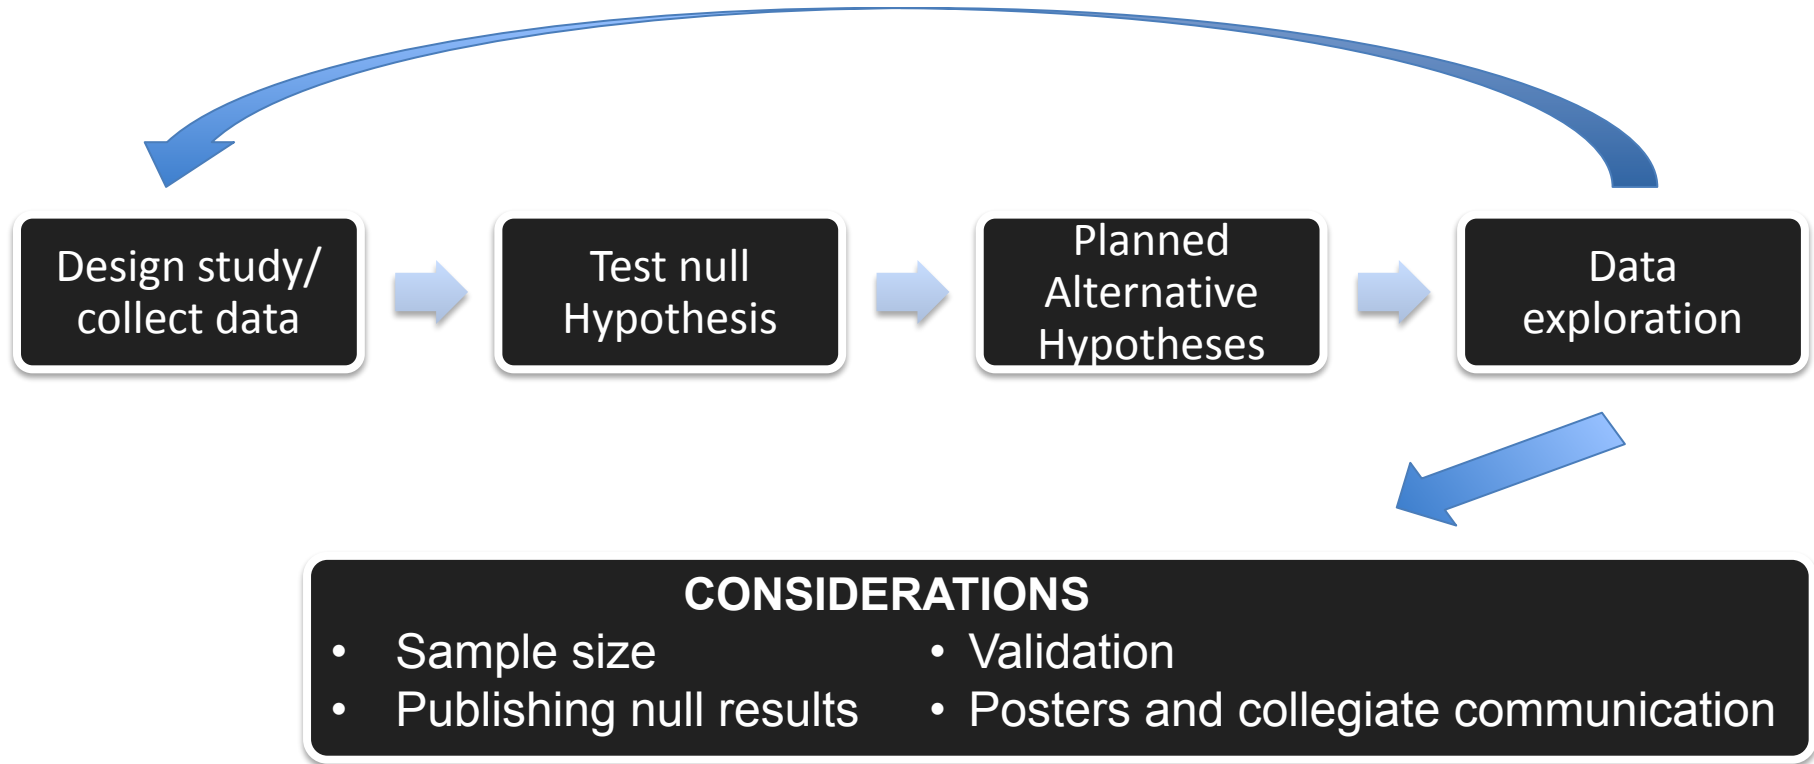 Design study/
collect data
Test null
Hypothesis
Planned
Alternative
Hypotheses
Data
exploration
CONSIDERATIONS
• Sample size
• Publishing null results
• Validation
• Posters and collegiate communication